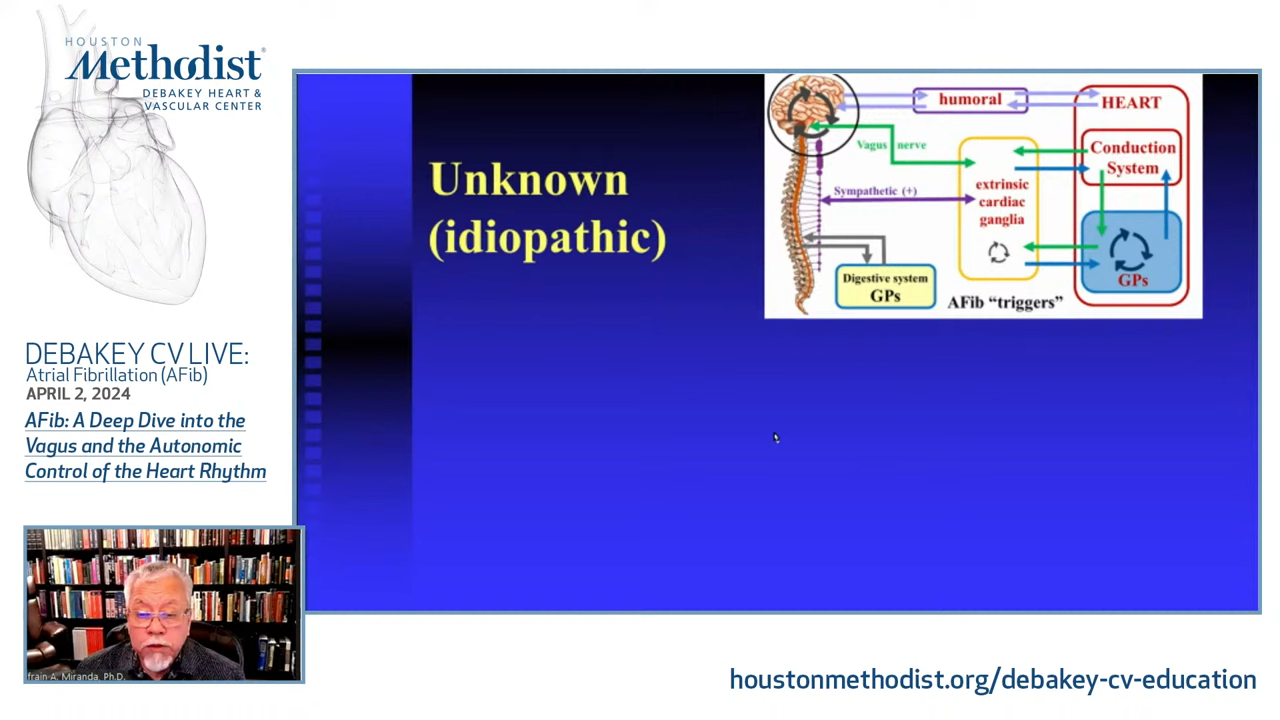 HOUSTON
Methodist®
DEBAKEY HEART &
VASCULAR CENTER
DEBAKEY CV LIVE:
Atrial Fibrillation (AFib)
APRIL 2, 2024
AFib: A Deep Dive into the
Vagus and the Autonomic
Control of the Heart Rhythm
Unknown
(idiopathic)
humoral
HEART
Vagus nerve
Conduction
System
Sympathetic (+)
extrinsic
cardiac
ganglia
GPs
Digestive system
GPs
AFib “triggers”
frain A. Miranda, Ph.D.
houstonmethodist.org/debakey-cv-education